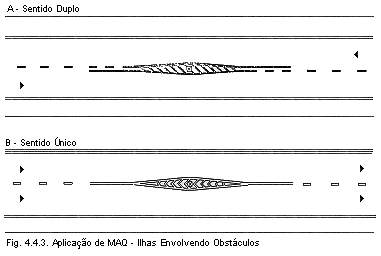 A - Sentido Duplo
B - Sentido Único
Fig. 4.4.3. Aplicação de MAQ - Ilhas Envolvendo Obstáculos